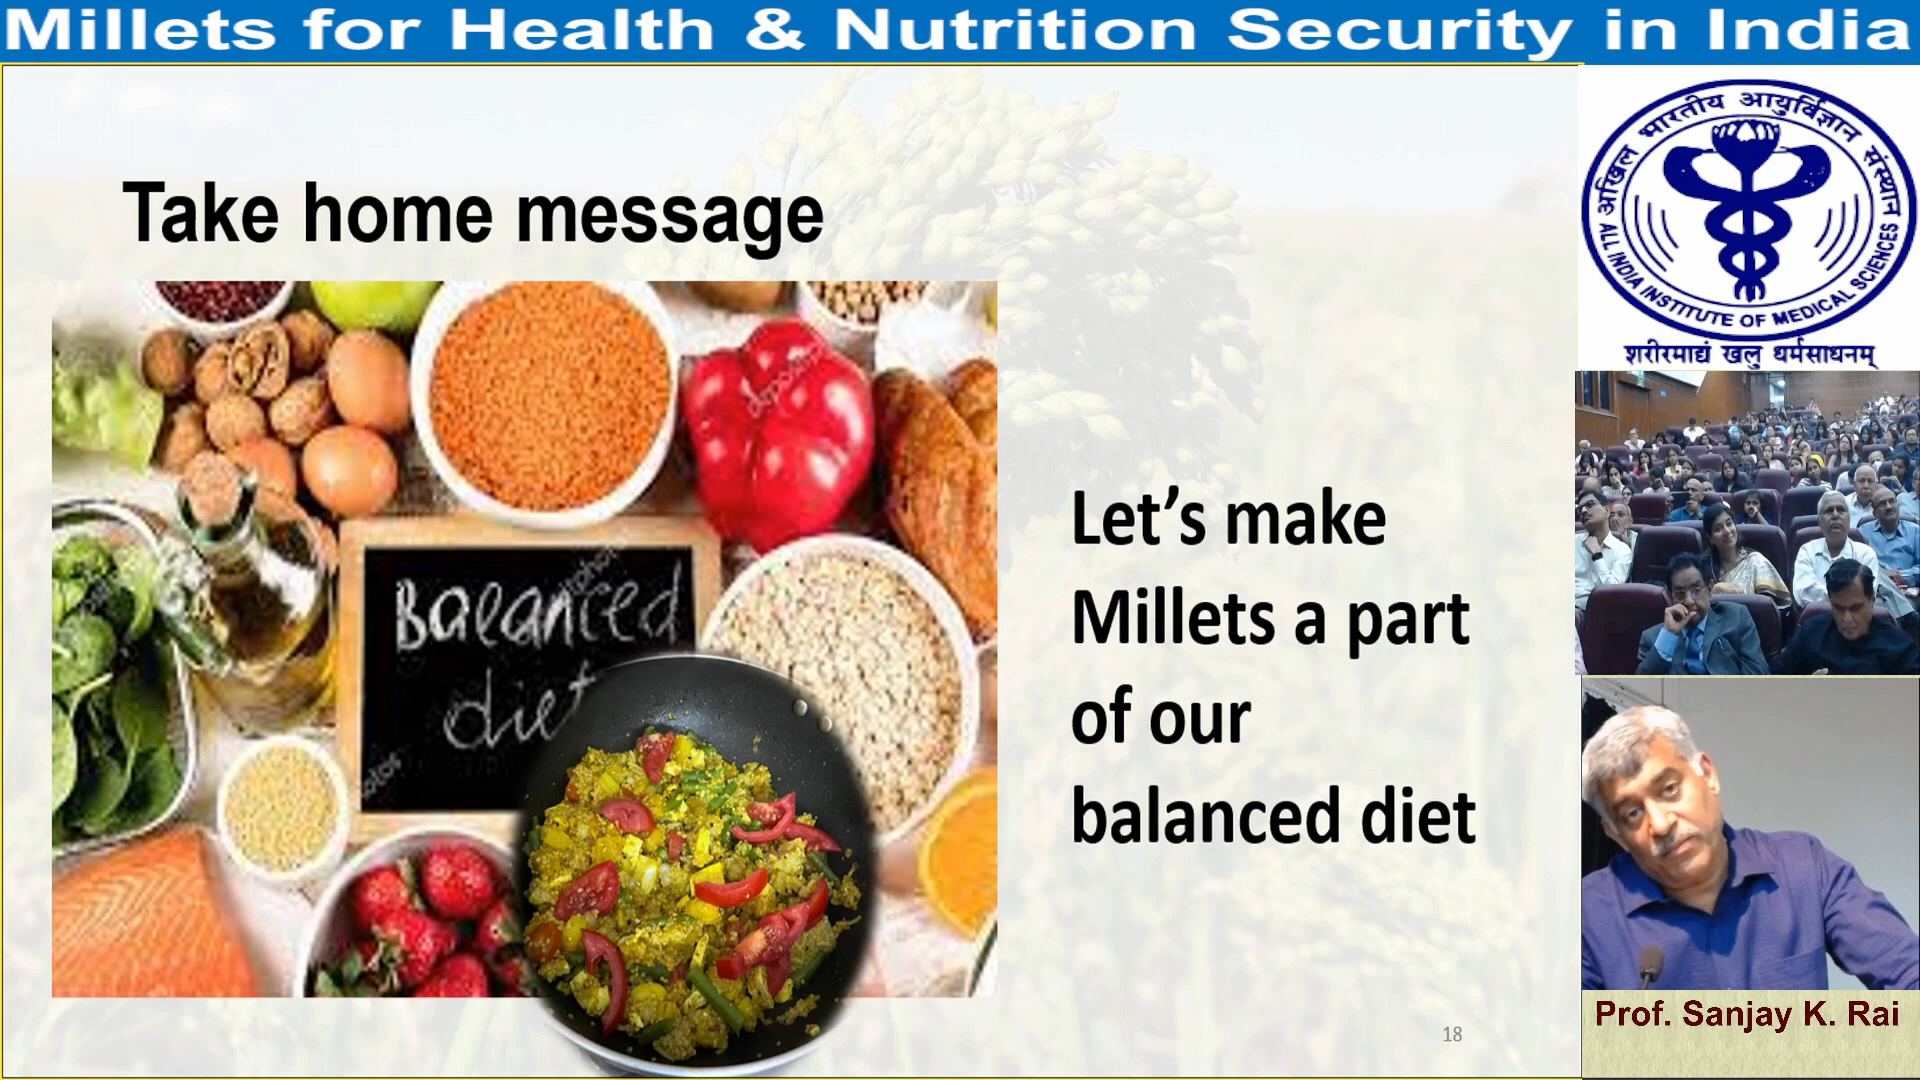 Millets for Health & Nutrition Security in India
Take home message
Balanced
diet
Let's make
Millets a part
of our
balanced diet
18
अखिल भारतीय आयुर्विज्ञान संस्थान
ALL INDIA INSTITUTE OF MEDICAL SCIENCES
शरीरमाद्यं खलु धर्मसाधनम्
Prof. Sanjay K. Rai